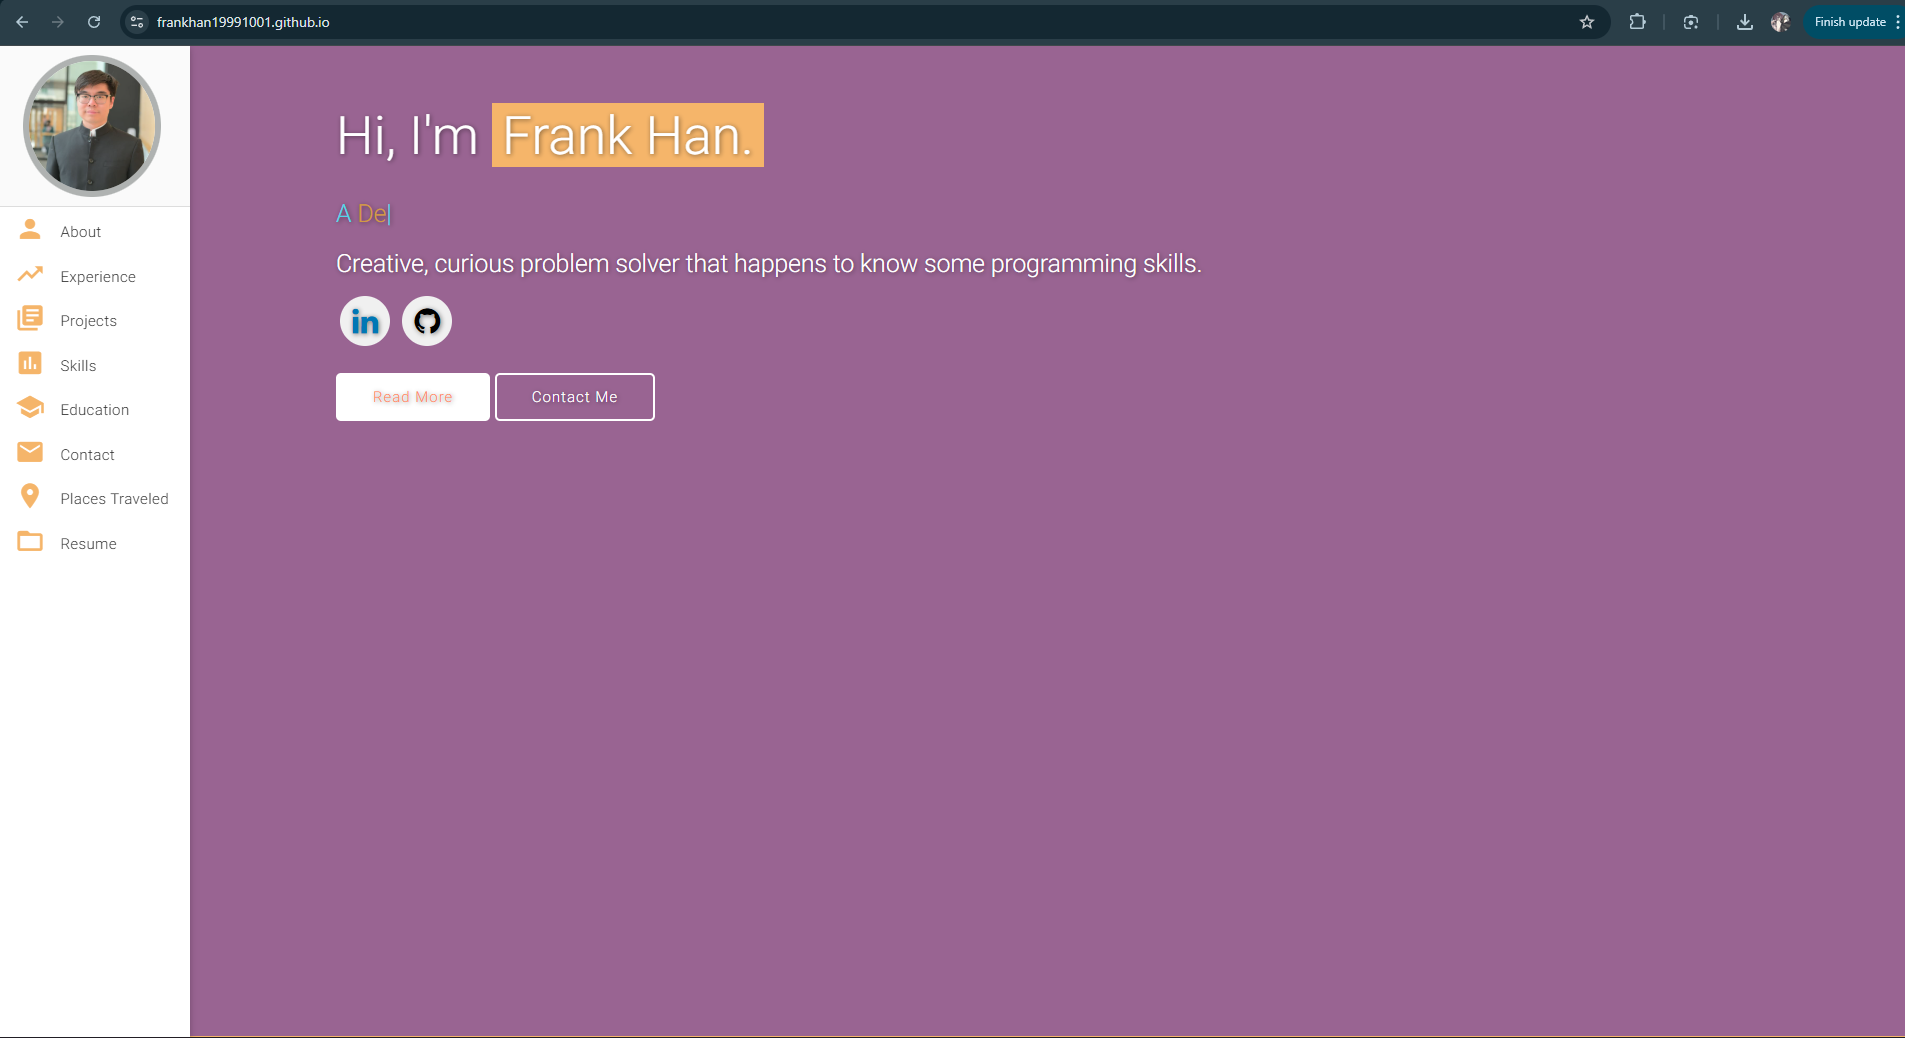 frankhan19991001.github.io
Finish update
Hi, I'm Frank Han.
A De|
Creative, curious problem solver that happens to know some programming skills.
in
Read More
Contact Me
About
Experience
Projects
Skills
Education
Contact
Places Traveled
Resume